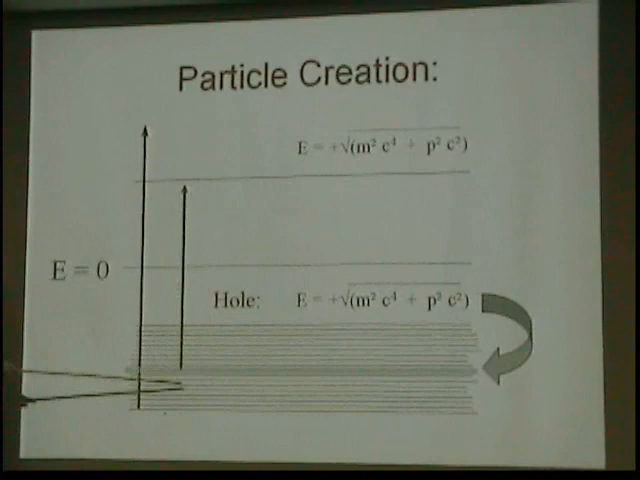 Particle Creation:
E = +√(m² c⁴ + p² c²)
E = 0
Hole: E = +√(m² c⁴ + p² c²)